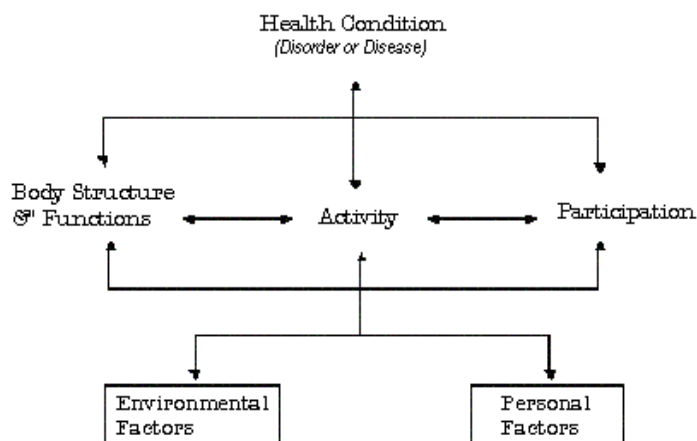 Health Condition
(Disorder or Disease)
Body Structure
& Functions
Activity
Participation
Environmental
Factors
Personal
Factors